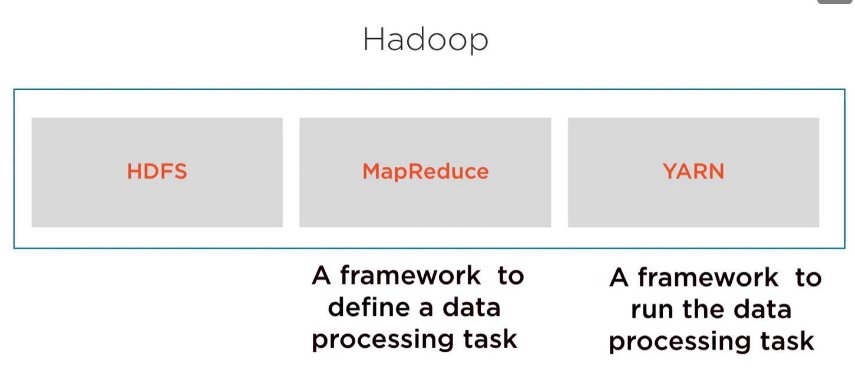 Hadoop
HDFS
MapReduce
YARN
A framework to
define a data
processing task
A framework to
run the data
processing task